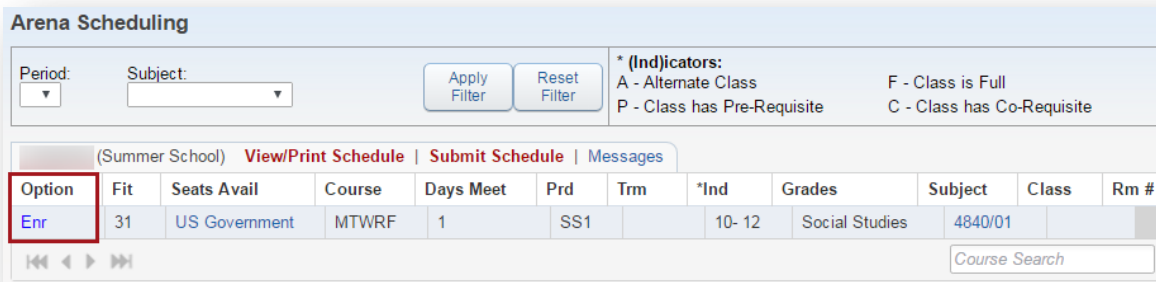 Arena Scheduling
Period: Subject: Apply Filter Reset Filter
* (Ind)icators:
A - Alternate Class F - Class is Full
P - Class has Pre-Requisite C - Class has Co-Requisite
(Summer School) View/Print Schedule | Submit Schedule | Messages
Option Fit Seats Avail Course Days Meet Prd Trm *Ind Grades Subject Class Rm #
Enr 31 US Government MTWRF 1 SS1 10- 12 Social Studies 4840/01
Course Search